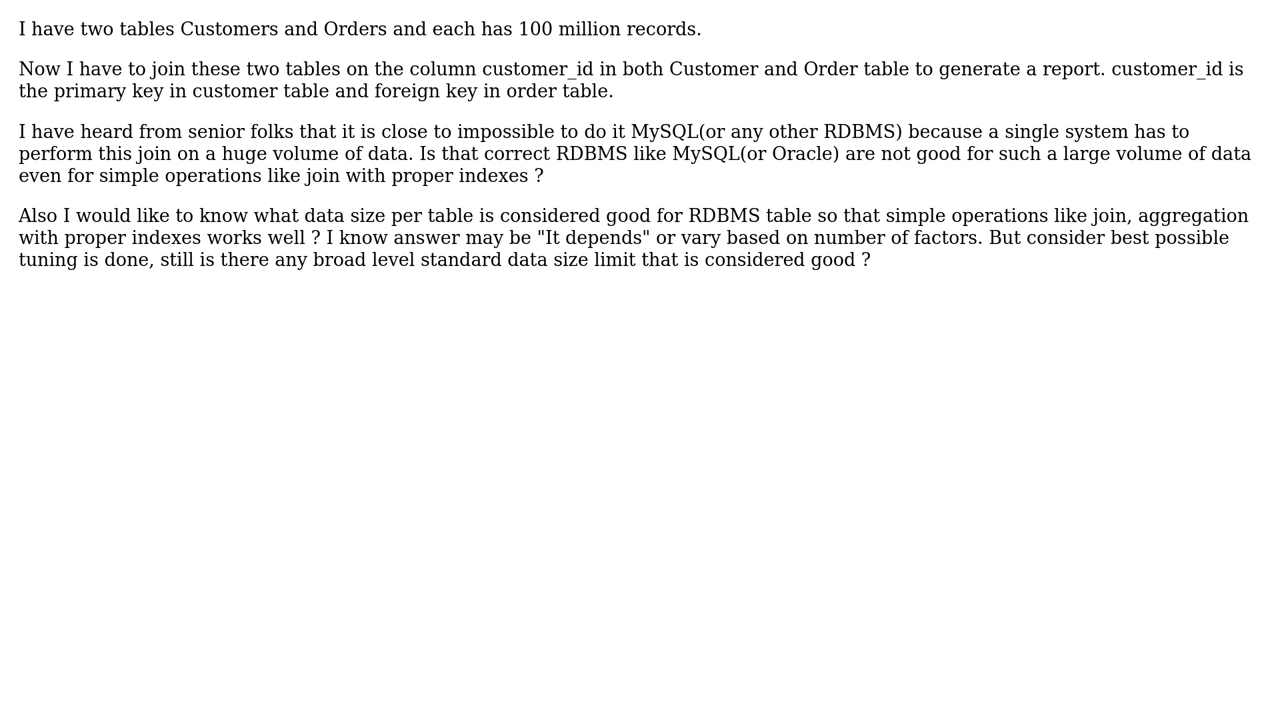 I have two tables Customers and Orders and each has 100 million records.
Now I have to join these two tables on the column customer_id in both Customer and Order table to generate a report. customer_id is
the primary key in customer table and foreign key in order table.
I have heard from senior folks that it is close to impossible to do it MySQL(or any other RDBMS) because a single system has to
perform this join on a huge volume of data. Is that correct RDBMS like MySQL(or Oracle) are not good for such a large volume of data
even for simple operations like join with proper indexes ?
Also I would like to know what data size per table is considered good for RDBMS table so that simple operations like join, aggregation
with proper indexes works well ? I know answer may be "It depends" or vary based on number of factors. But consider best possible
tuning is done, still is there any broad level standard data size limit that is considered good ?